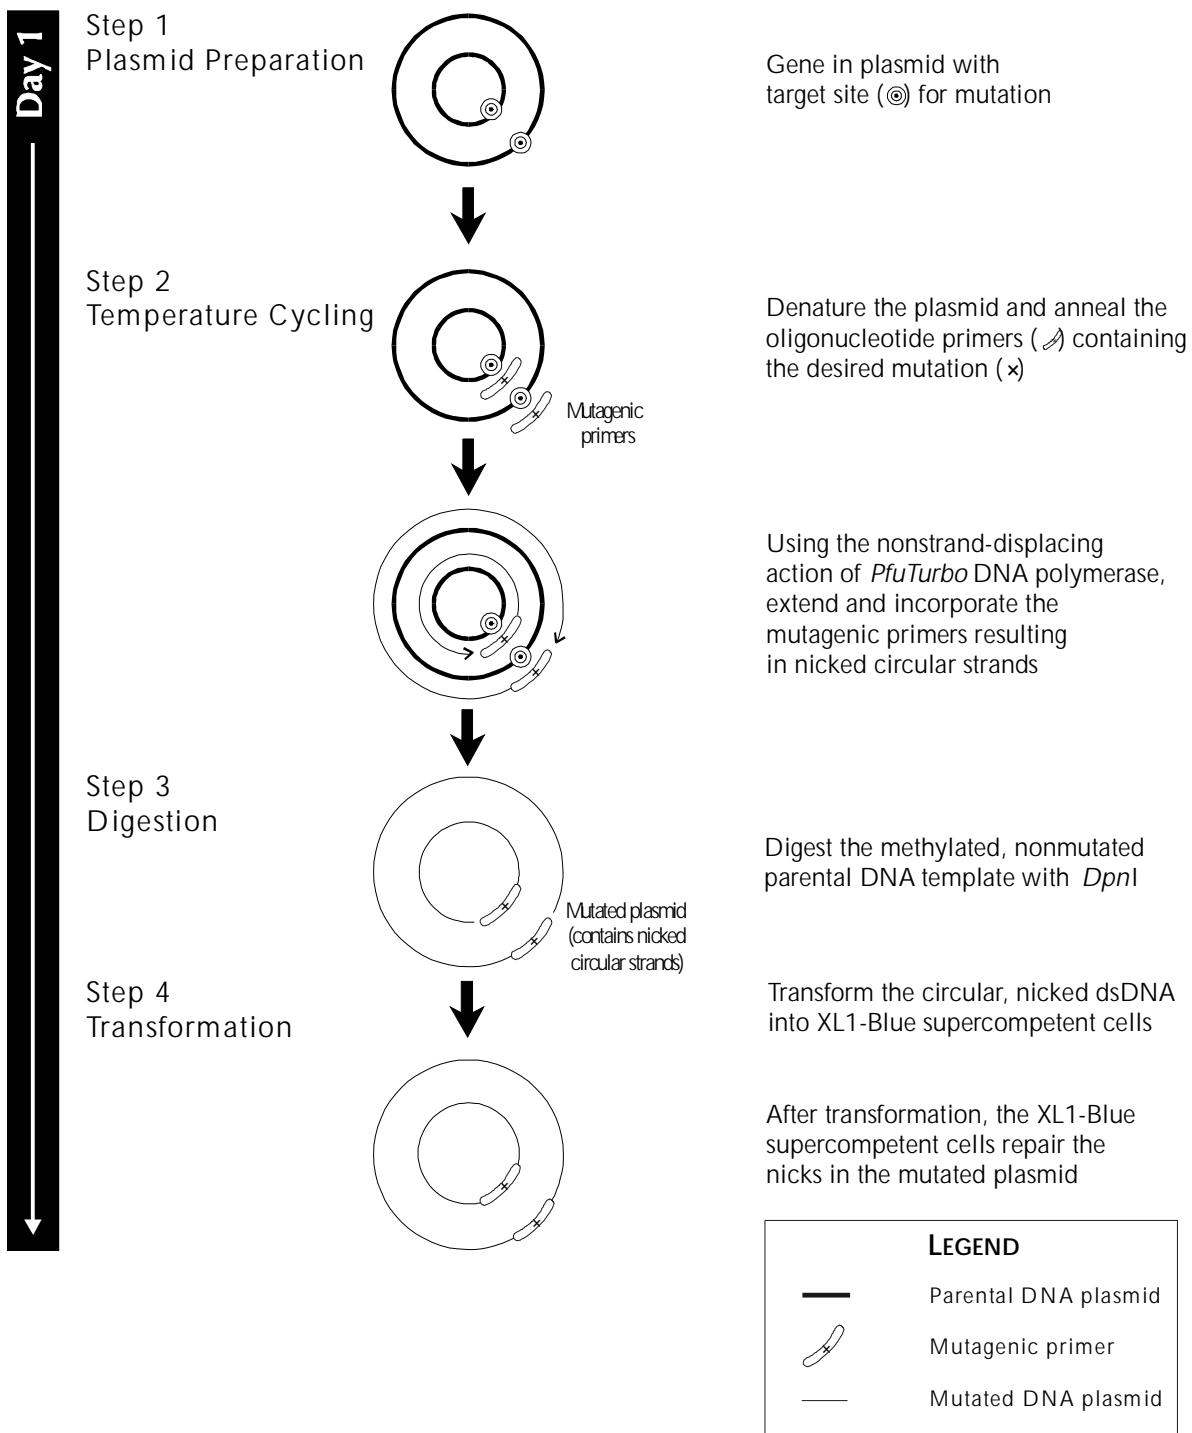 Day 1
Step 1
Plasmid Preparation
Gene in plasmid with
target site (◎) for mutation
Step 2
Temperature Cycling
Denature the plasmid and anneal the
oligonucleotide primers ( ) containing
the desired mutation (×)
Mutagenic
primers
Using the nonstrand-displacing
action of PfuTurbo DNA polymerase,
extend and incorporate the
mutagenic primers resulting
in nicked circular strands
Step 3
Digestion
Digest the methylated, nonmutated
parental DNA template with DpnI
Mutated plasmid
(contains nicked
circular strands)
Step 4
Transformation
Transform the circular, nicked dsDNA
into XL1-Blue supercompetent cells
After transformation, the XL1-Blue
supercompetent cells repair the
nicks in the mutated plasmid
LEGEND
Parental DNA plasmid
Mutagenic primer
Mutated DNA plasmid